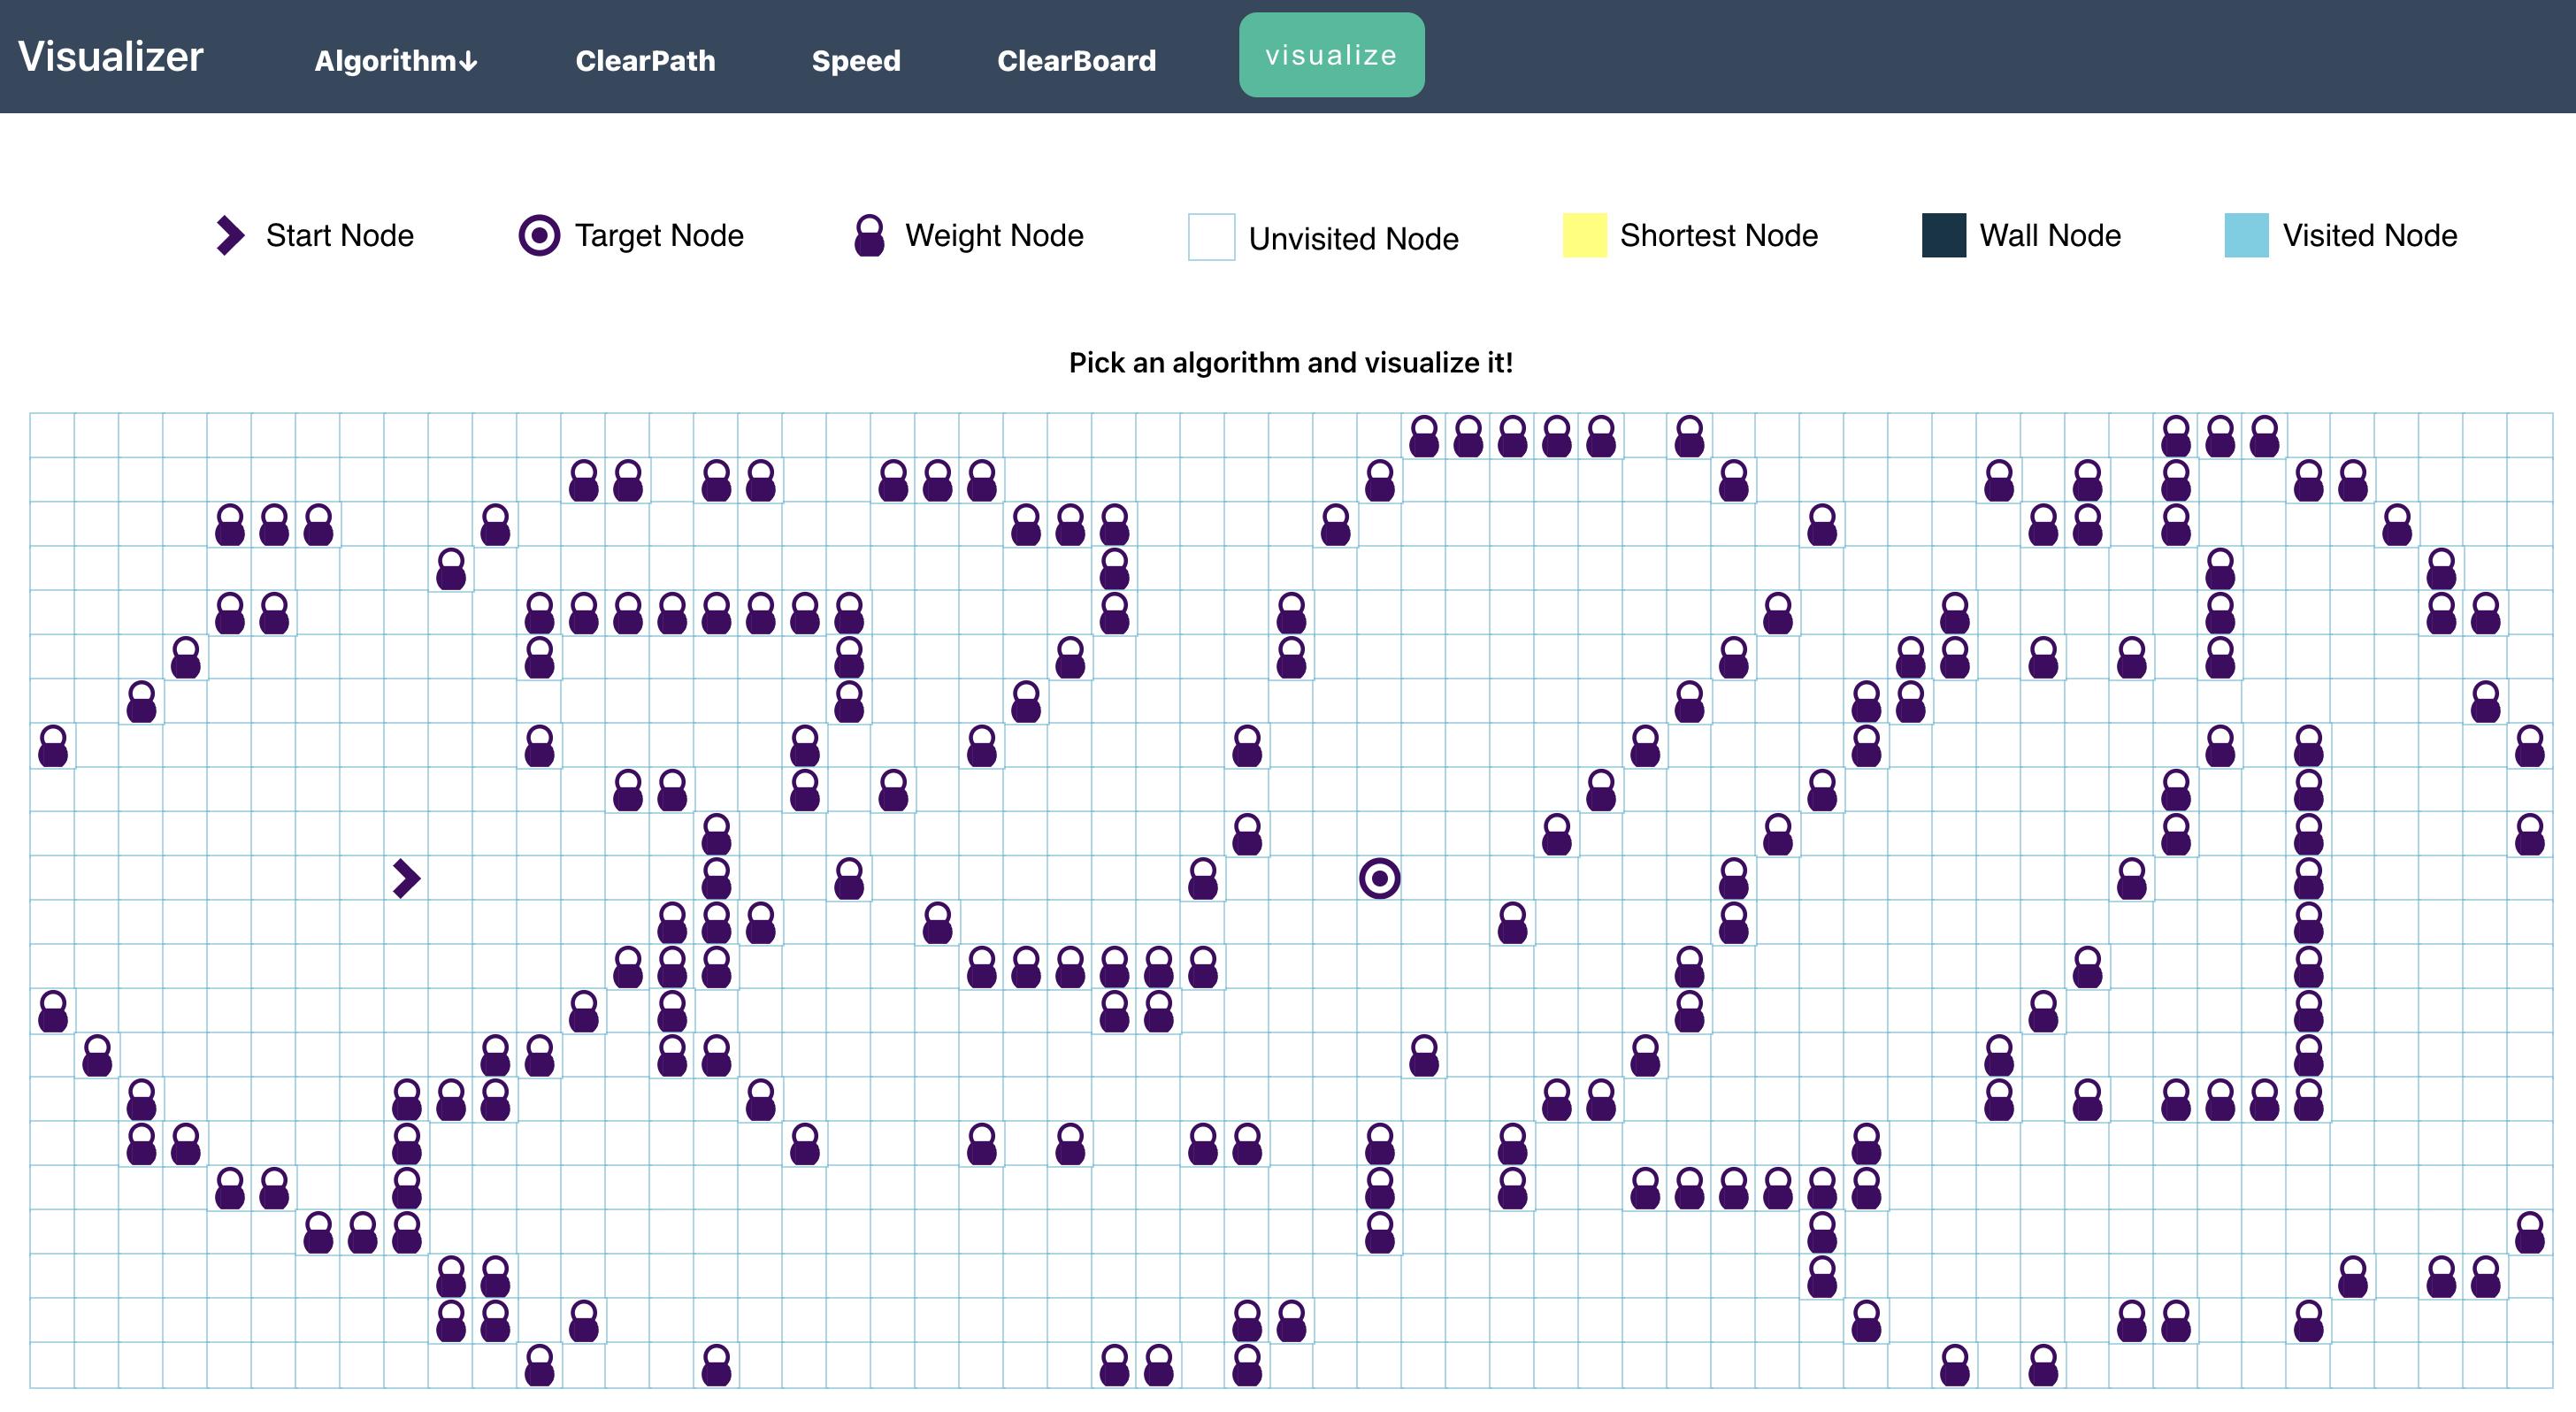 Visualizer Algorithm↓ ClearPath Speed ClearBoard visualize
Start Node Target Node Weight Node Unvisited Node Shortest Node Wall Node Visited Node
Pick an algorithm and visualize it!